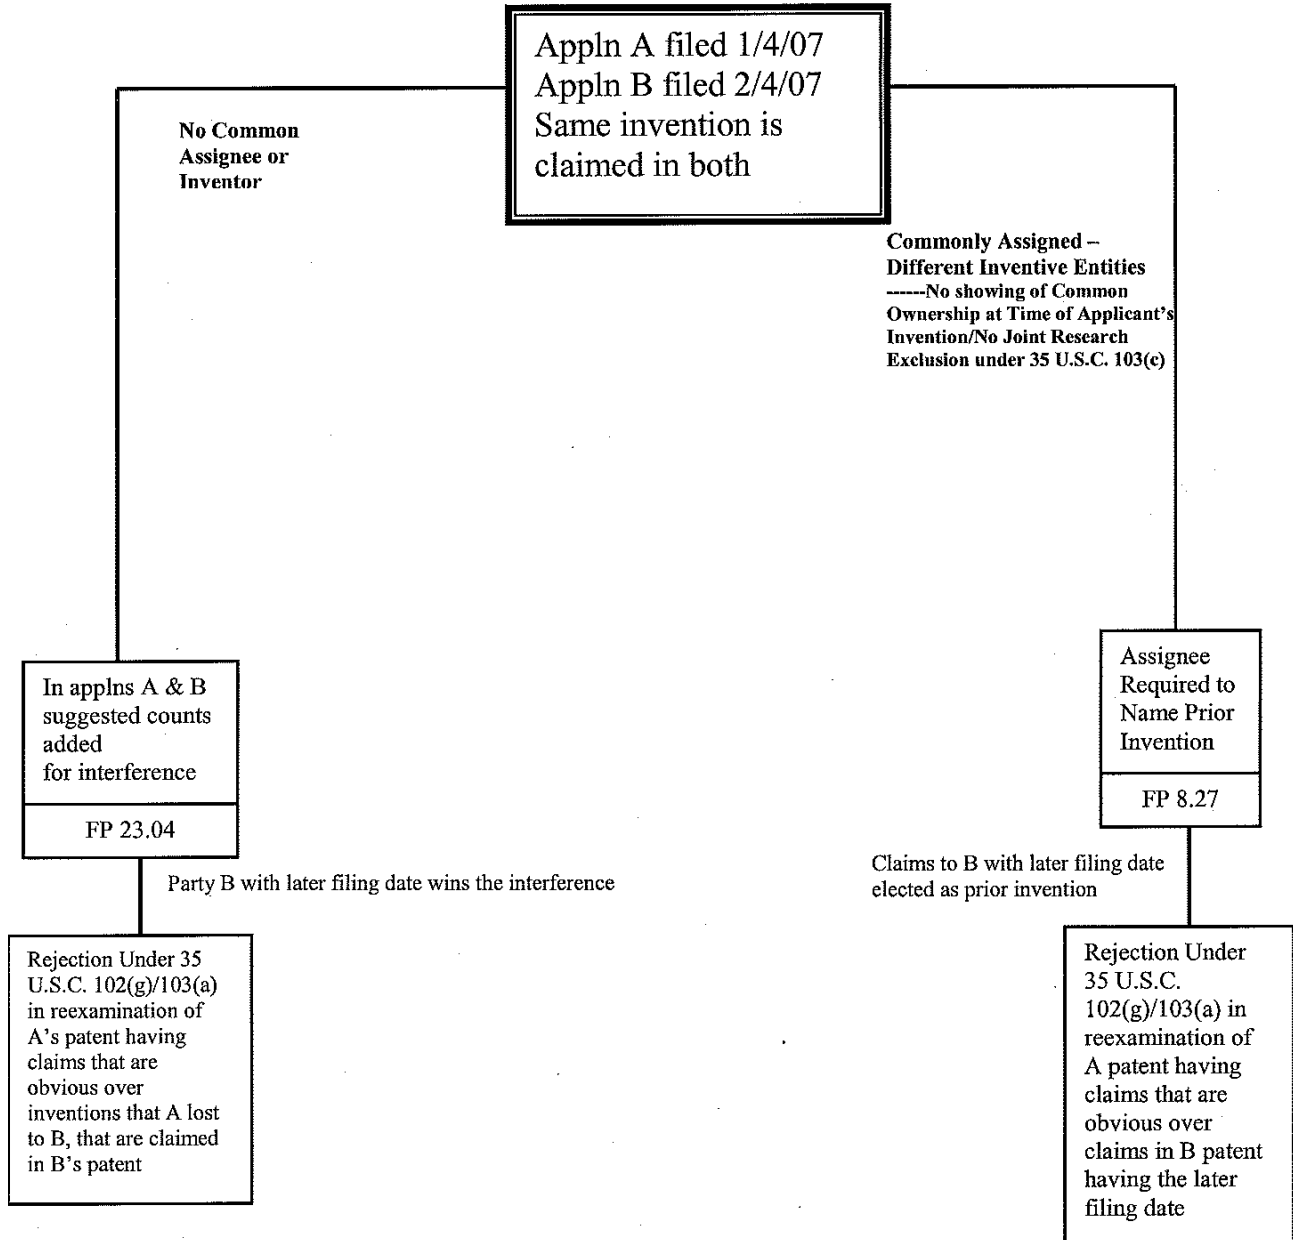 Appln A filed 1/4/07
Appln B filed 2/4/07
Same invention is
claimed in both
No Common
Assignee or
Inventor
Commonly Assigned –
Different Inventive Entities
------No showing of Common
Ownership at Time of Applicant's
Invention/No Joint Research
Exclusion under 35 U.S.C. 103(c)
In applns A & B
suggested counts
added
for interference
FP 23.04
Assignee
Required to
Name Prior
Invention
FP 8.27
Party B with later filing date wins the interference
Claims to B with later filing date
elected as prior invention
Rejection Under 35
U.S.C. 102(g)/103(a)
in reexamination of
A's patent having
claims that are
obvious over
inventions that A lost
to B, that are claimed
in B's patent
Rejection Under
35 U.S.C.
102(g)/103(a) in
reexamination of
A patent having
claims that are
obvious over
claims in B patent
having the later
filing date